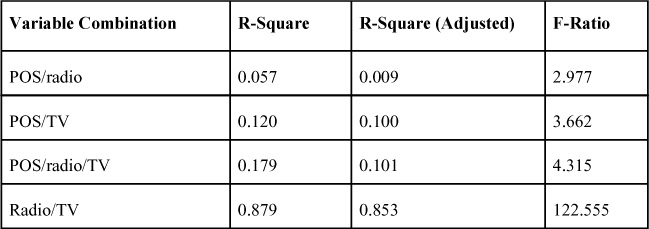 Variable Combination R-Square R-Square (Adjusted) F-Ratio
POS/radio 0.057 0.009 2.977
POS/TV 0.120 0.100 3.662
POS/radio/TV 0.179 0.101 4.315
Radio/TV 0.879 0.853 122.555